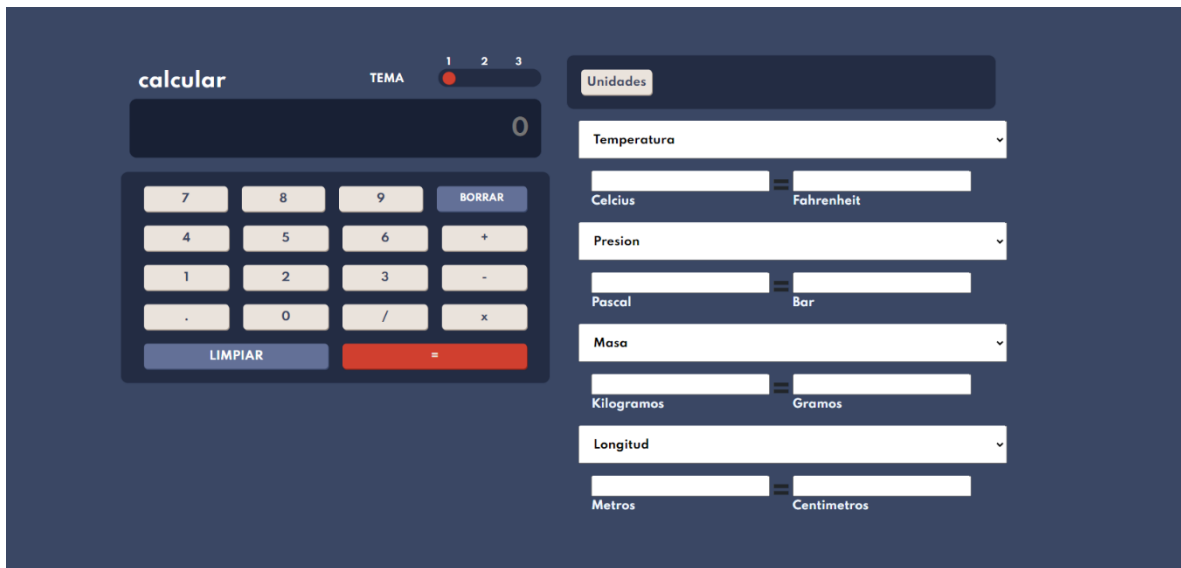 calcular
TEMA
1 2 3
0
7 8 9 BORRAR
4 5 6 +
1 2 3 -
. 0 / x
LIMPIAR =
Unidades
Temperatura
=
Celcius Fahrenheit
Presion
=
Pascal Bar
Masa
=
Kilogramos Gramos
Longitud
=
Metros Centimetros